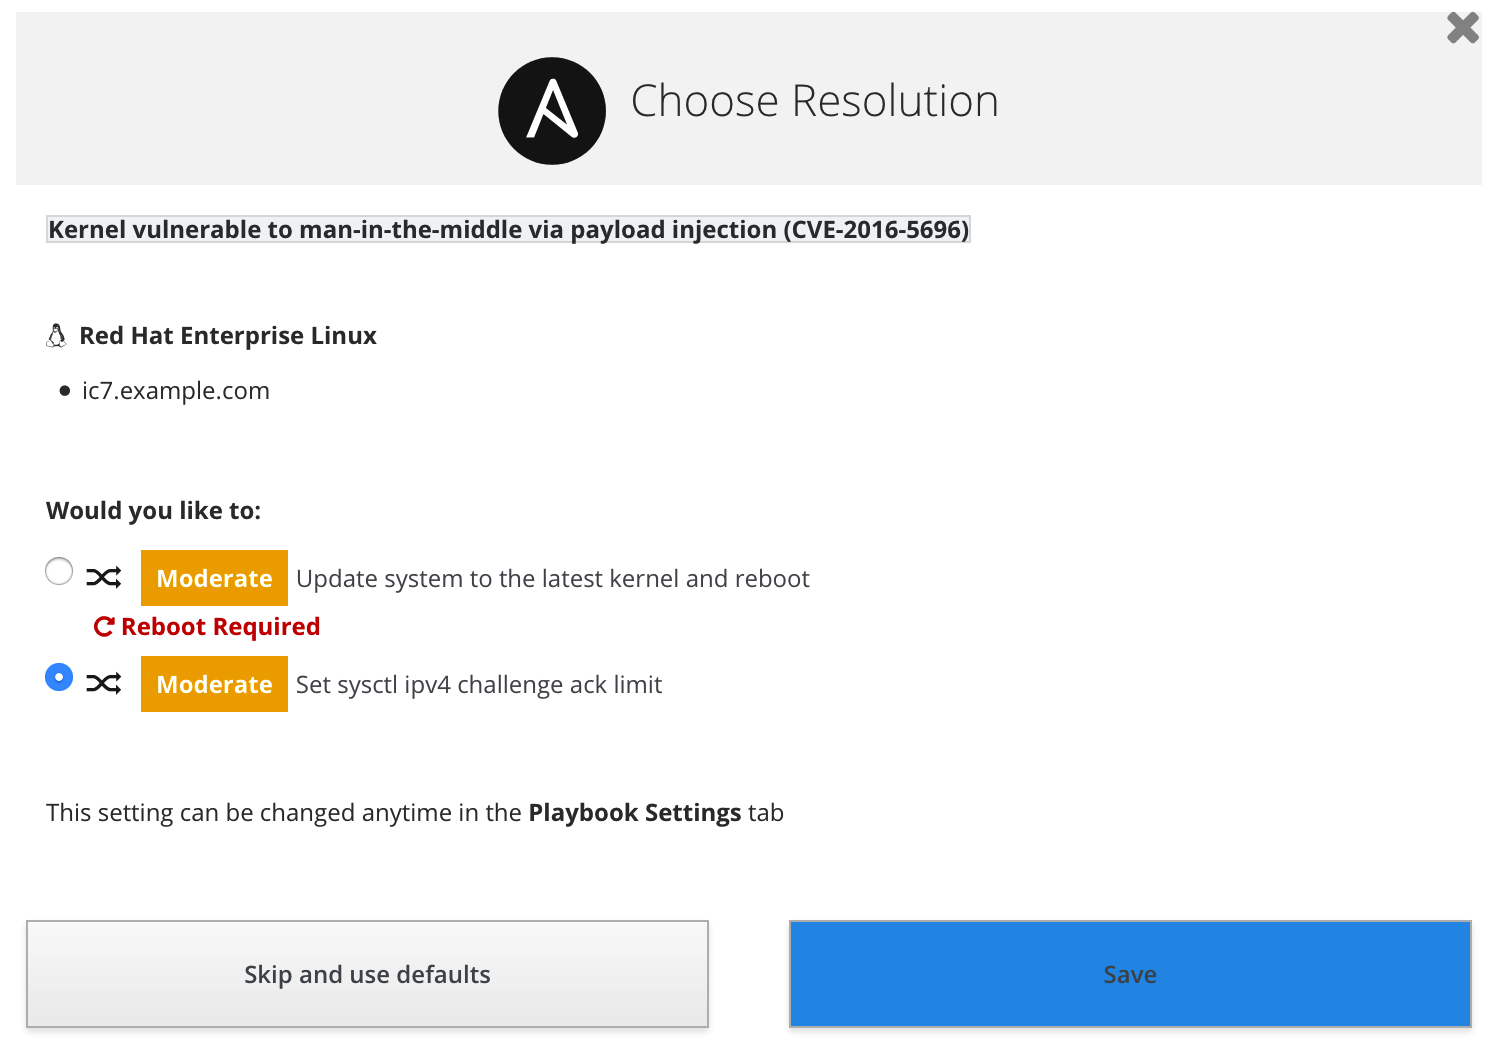 Choose Resolution
Kernel vulnerable to man-in-the-middle via payload injection (CVE-2016-5696)
Red Hat Enterprise Linux
ic7.example.com
Would you like to:
Moderate Update system to the latest kernel and reboot
Reboot Required
Moderate Set sysctl ipv4 challenge ack limit
This setting can be changed anytime in the Playbook Settings tab
Skip and use defaults
Save